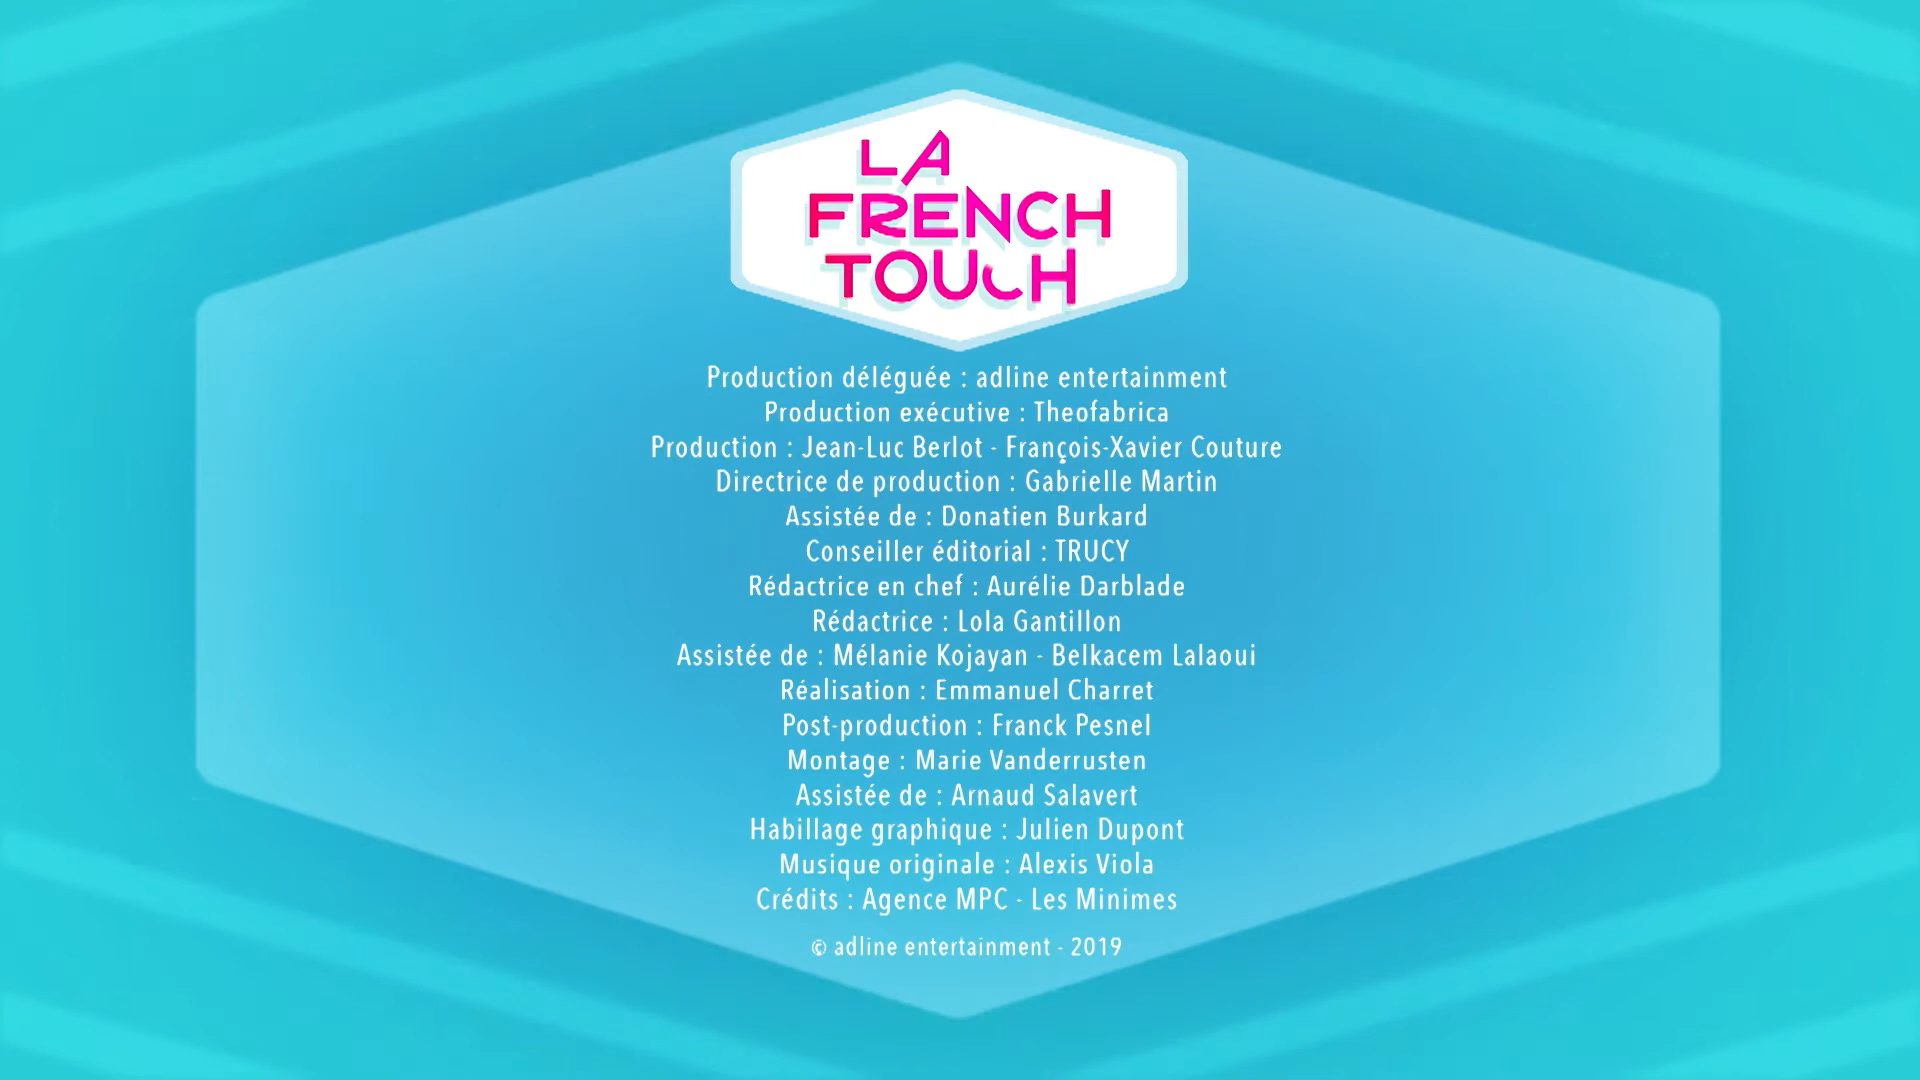 LA
FRENCH
TOUCH
Production déléguée : adline entertainment
Production exécutive : Theofabrica
Production : Jean-Luc Berlot - François-Xavier Couture
Directrice de production : Gabrielle Martin
Assistée de : Donatien Burkard
Conseiller éditorial : TRUCY
Rédactrice en chef : Aurélie Darblade
Rédactrice : Lola Gantillon
Assistée de : Mélanie Kojayan - Belkacem Lalaoui
Réalisation : Emmanuel Charret
Post-production : Franck Pesnel
Montage : Marie Vanderrusten
Assistée de : Arnaud Salavert
Habillage graphique : Julien Dupont
Musique originale : Alexis Viola
Crédits : Agence MPC - Les Minimes
© adline entertainment - 2019